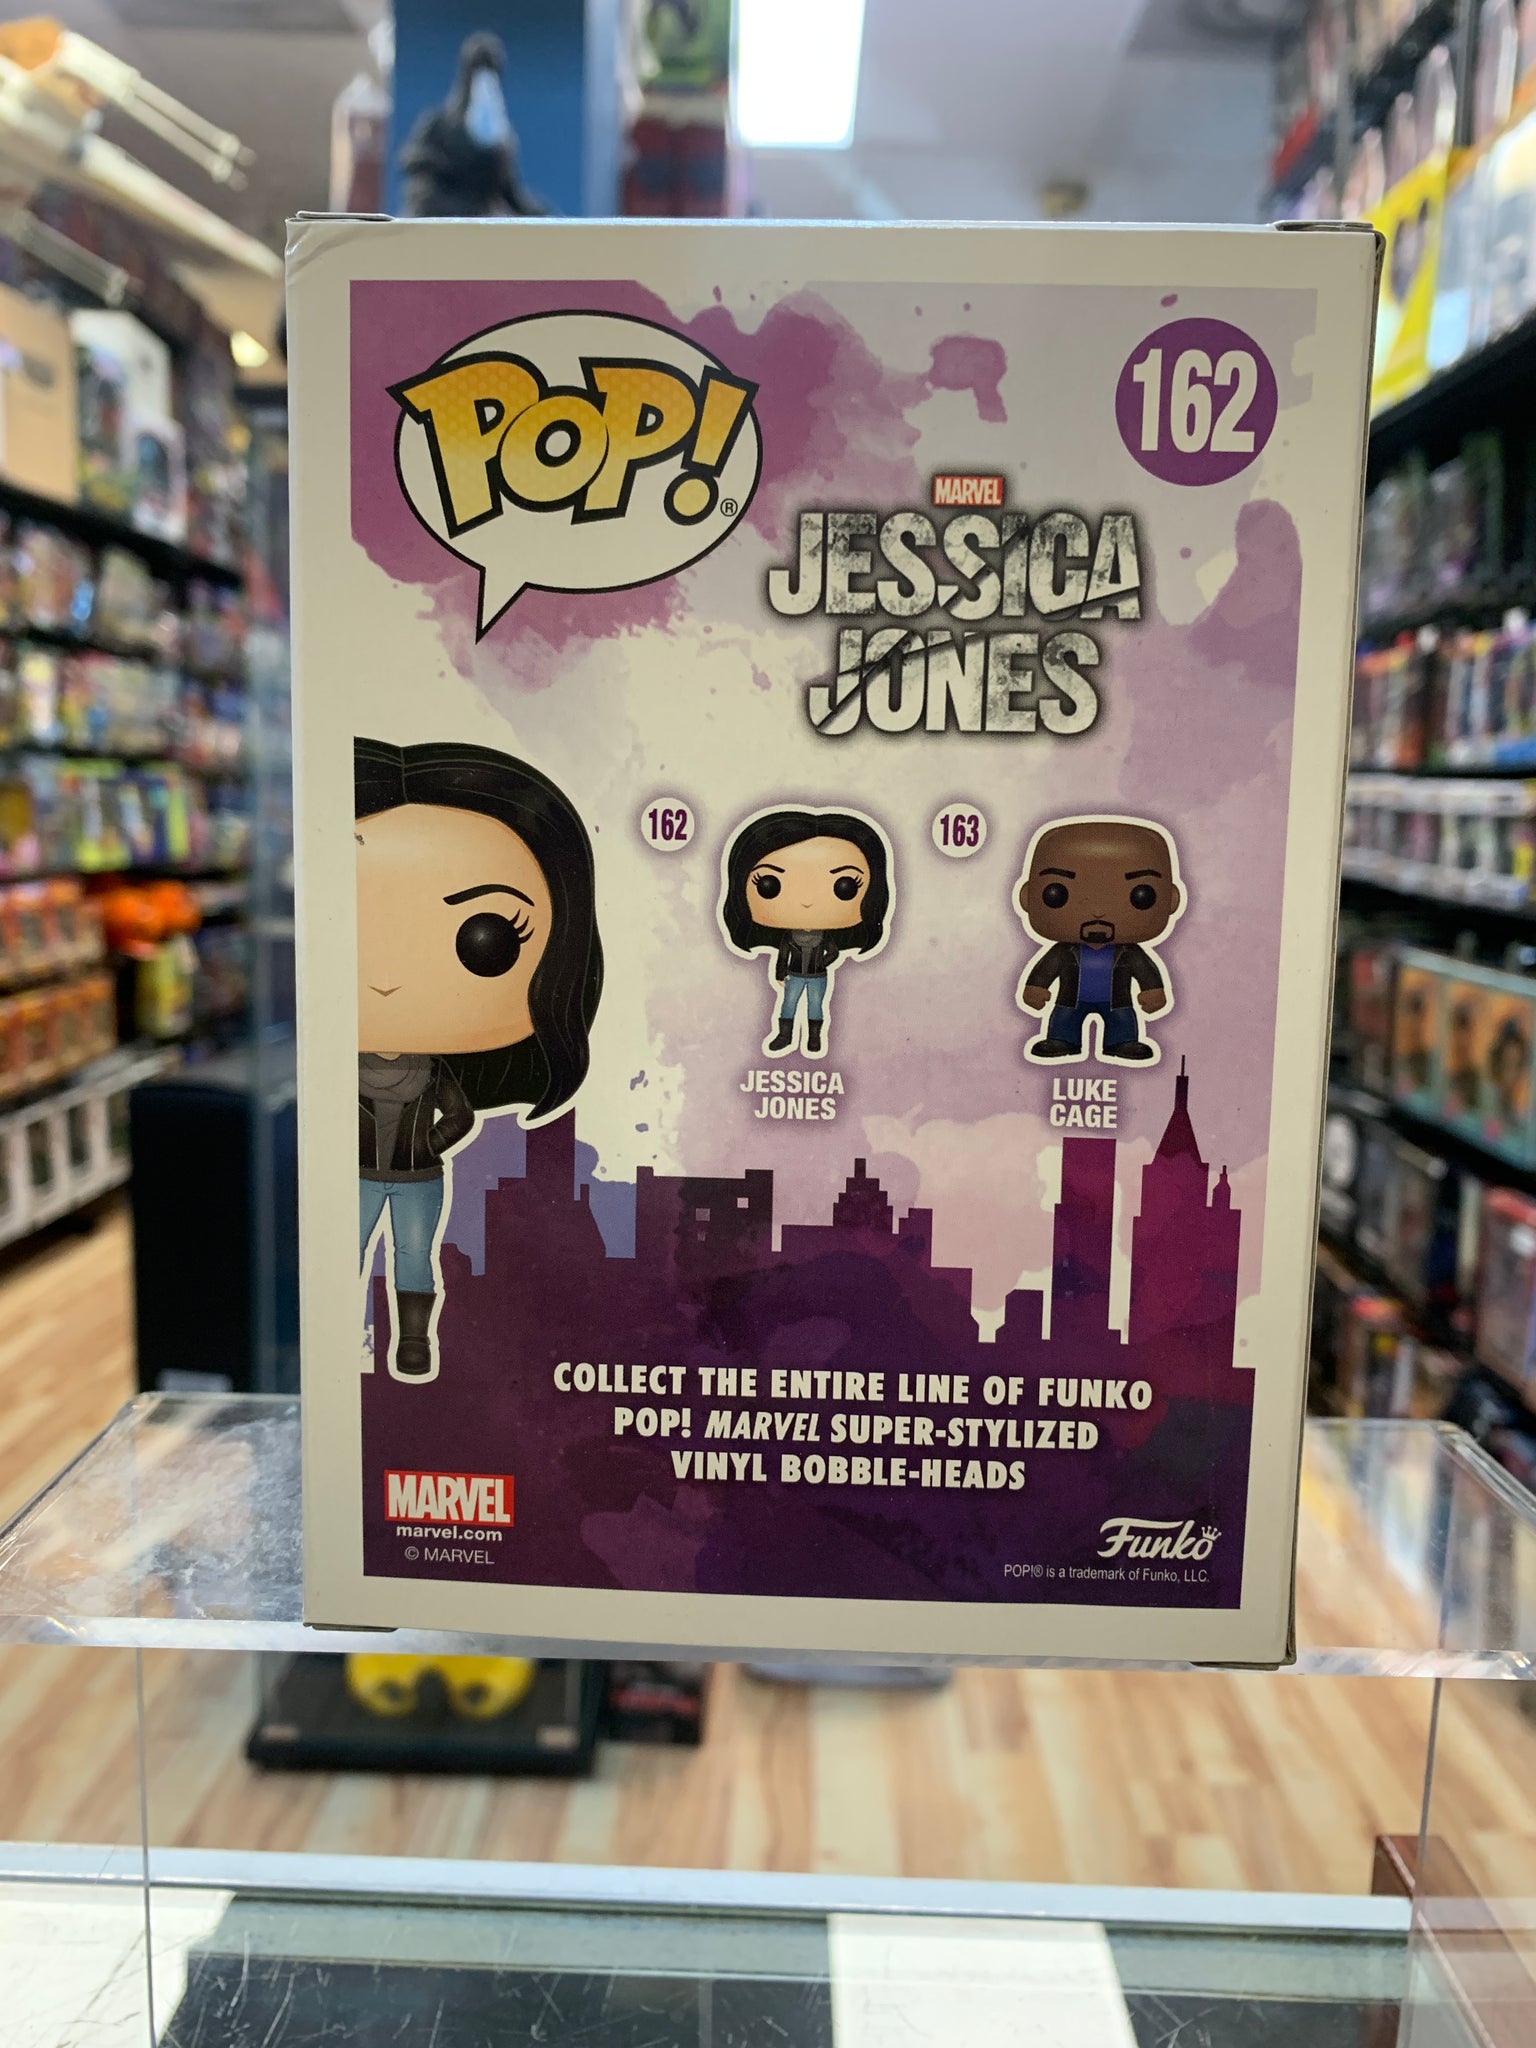 POP!®
162
MARVEL
JESSICA
JONES
162
163
JESSICA
JONES
LUKE
CAGE
COLLECT THE ENTIRE LINE OF FUNKO
POP! MARVEL SUPER-STYLIZED
VINYL BOBBLE-HEADS
MARVEL
marvel.com
© MARVEL
Funko
POP!® is a trademark of Funko, LLC.